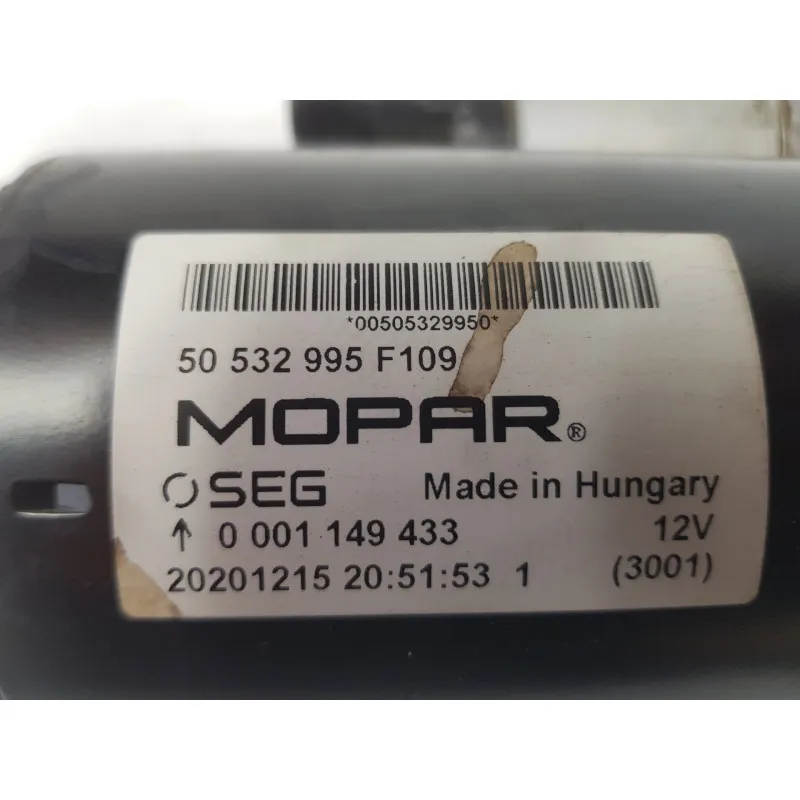 *00505329950*
50 532 995 F109
MOPAR®
SEG Made in Hungary
↑ 0 001 149 433 12V
20201215 20:51:53 1 (3001)